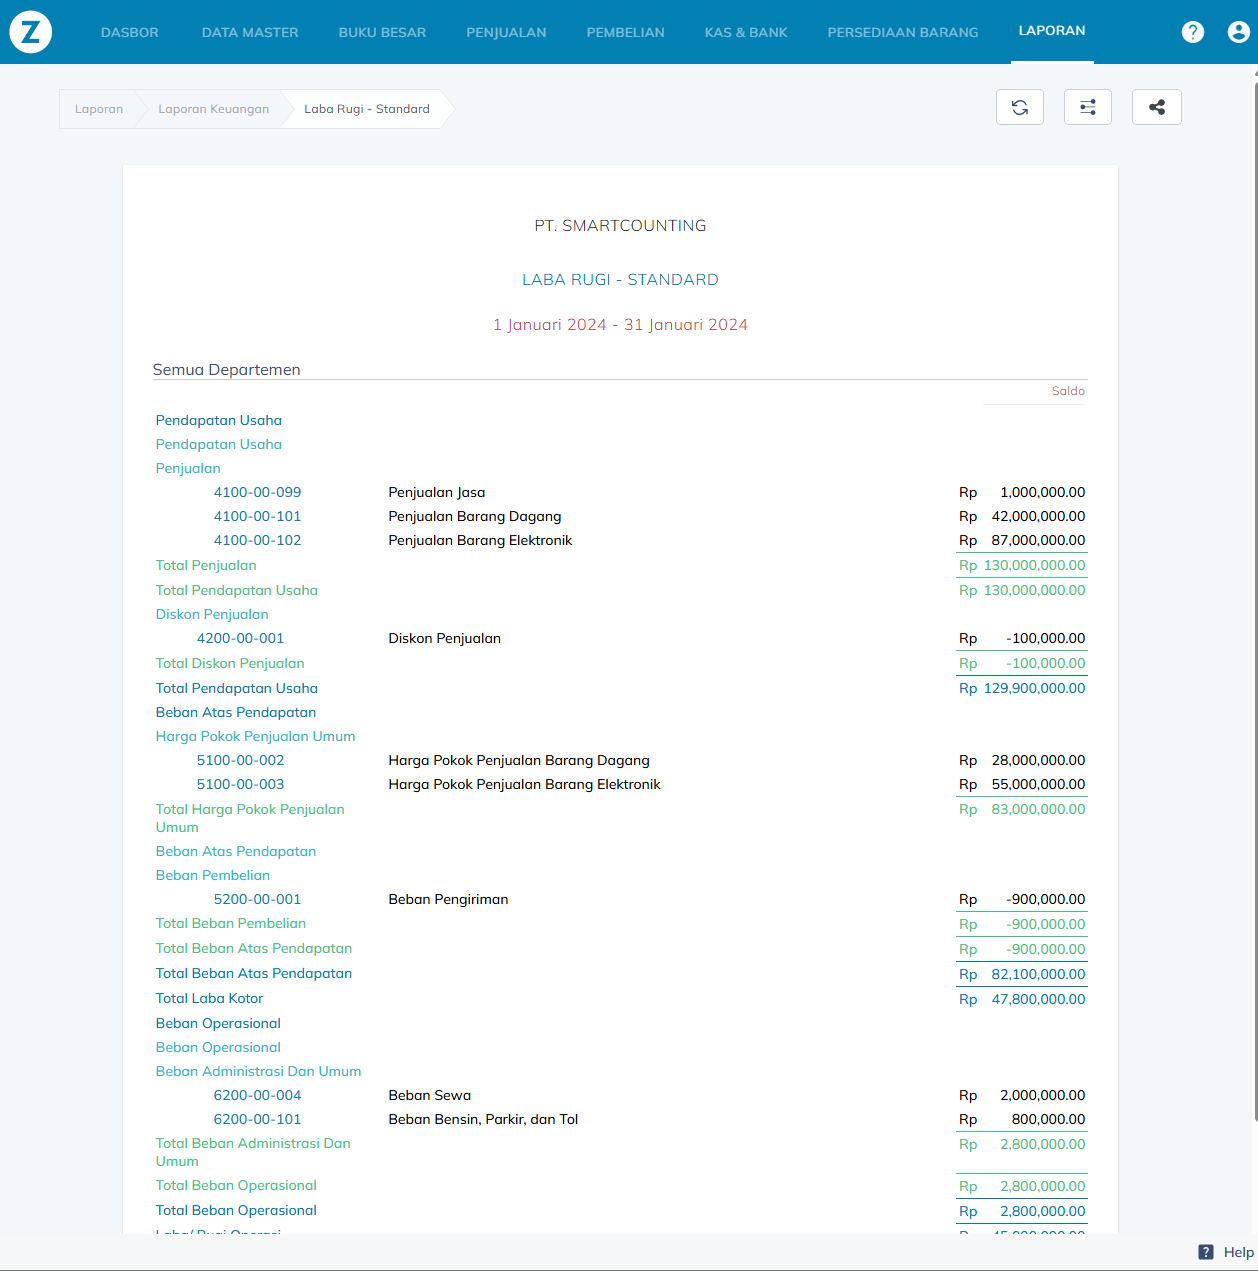 Z DASBOR DATA MASTER BUKU BESAR PENJUALAN PEMBELIAN KAS & BANK PERSEDIAAN BARANG LAPORAN ?
Laporan Laporan Keuangan Laba Rugi - Standard
PT. SMARTCOUNTING
LABA RUGI - STANDARD
1 Januari 2024 - 31 Januari 2024
Semua Departemen
Saldo
Pendapatan Usaha
Pendapatan Usaha
Penjualan
4100-00-099 Penjualan Jasa Rp 1,000,000.00
4100-00-101 Penjualan Barang Dagang Rp 42,000,000.00
4100-00-102 Penjualan Barang Elektronik Rp 87,000,000.00
Total Penjualan Rp 130,000,000.00
Total Pendapatan Usaha Rp 130,000,000.00
Diskon Penjualan
4200-00-001 Diskon Penjualan Rp -100,000.00
Total Diskon Penjualan Rp -100,000.00
Total Pendapatan Usaha Rp 129,900,000.00
Beban Atas Pendapatan
Harga Pokok Penjualan Umum
5100-00-002 Harga Pokok Penjualan Barang Dagang Rp 28,000,000.00
5100-00-003 Harga Pokok Penjualan Barang Elektronik Rp 55,000,000.00
Total Harga Pokok Penjualan Rp 83,000,000.00
Umum
Beban Atas Pendapatan
Beban Pembelian
5200-00-001 Beban Pengiriman Rp -900,000.00
Total Beban Pembelian Rp -900,000.00
Total Beban Atas Pendapatan Rp -900,000.00
Total Beban Atas Pendapatan Rp 82,100,000.00
Total Laba Kotor Rp 47,800,000.00
Beban Operasional
Beban Operasional
Beban Administrasi Dan Umum
6200-00-004 Beban Sewa Rp 2,000,000.00
6200-00-101 Beban Bensin, Parkir, dan Tol Rp 800,000.00
Total Beban Administrasi Dan Rp 2,800,000.00
Umum
Total Beban Operasional Rp 2,800,000.00
Total Beban Operasional Rp 2,800,000.00
Laba/ Rugi Operasi Rp
? Help